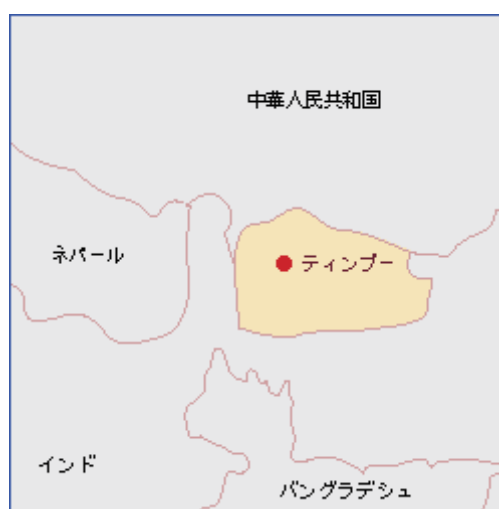 中華人民共和国
ネパール
ティンプー
インド
バングラデシュ